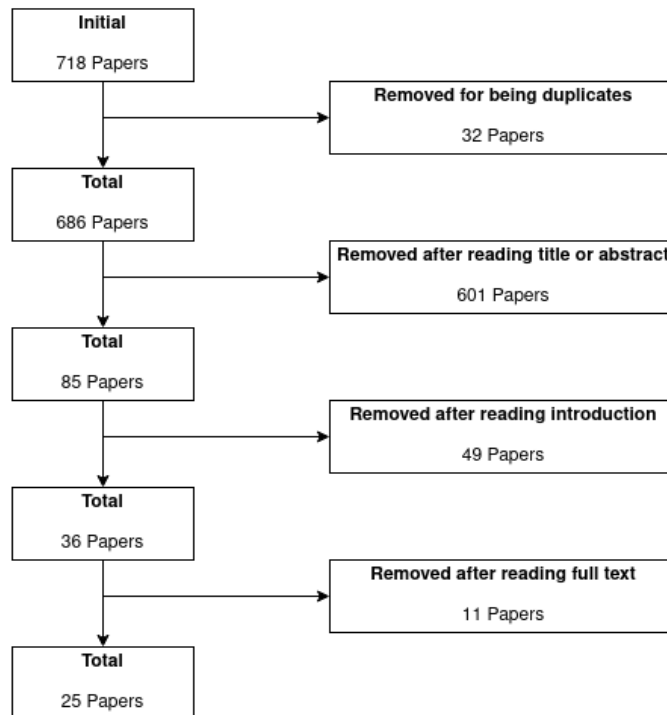 Initial
718 Papers
Removed for being duplicates
32 Papers
Total
686 Papers
Removed after reading title or abstract
601 Papers
Total
85 Papers
Removed after reading introduction
49 Papers
Total
36 Papers
Removed after reading full text
11 Papers
Total
25 Papers